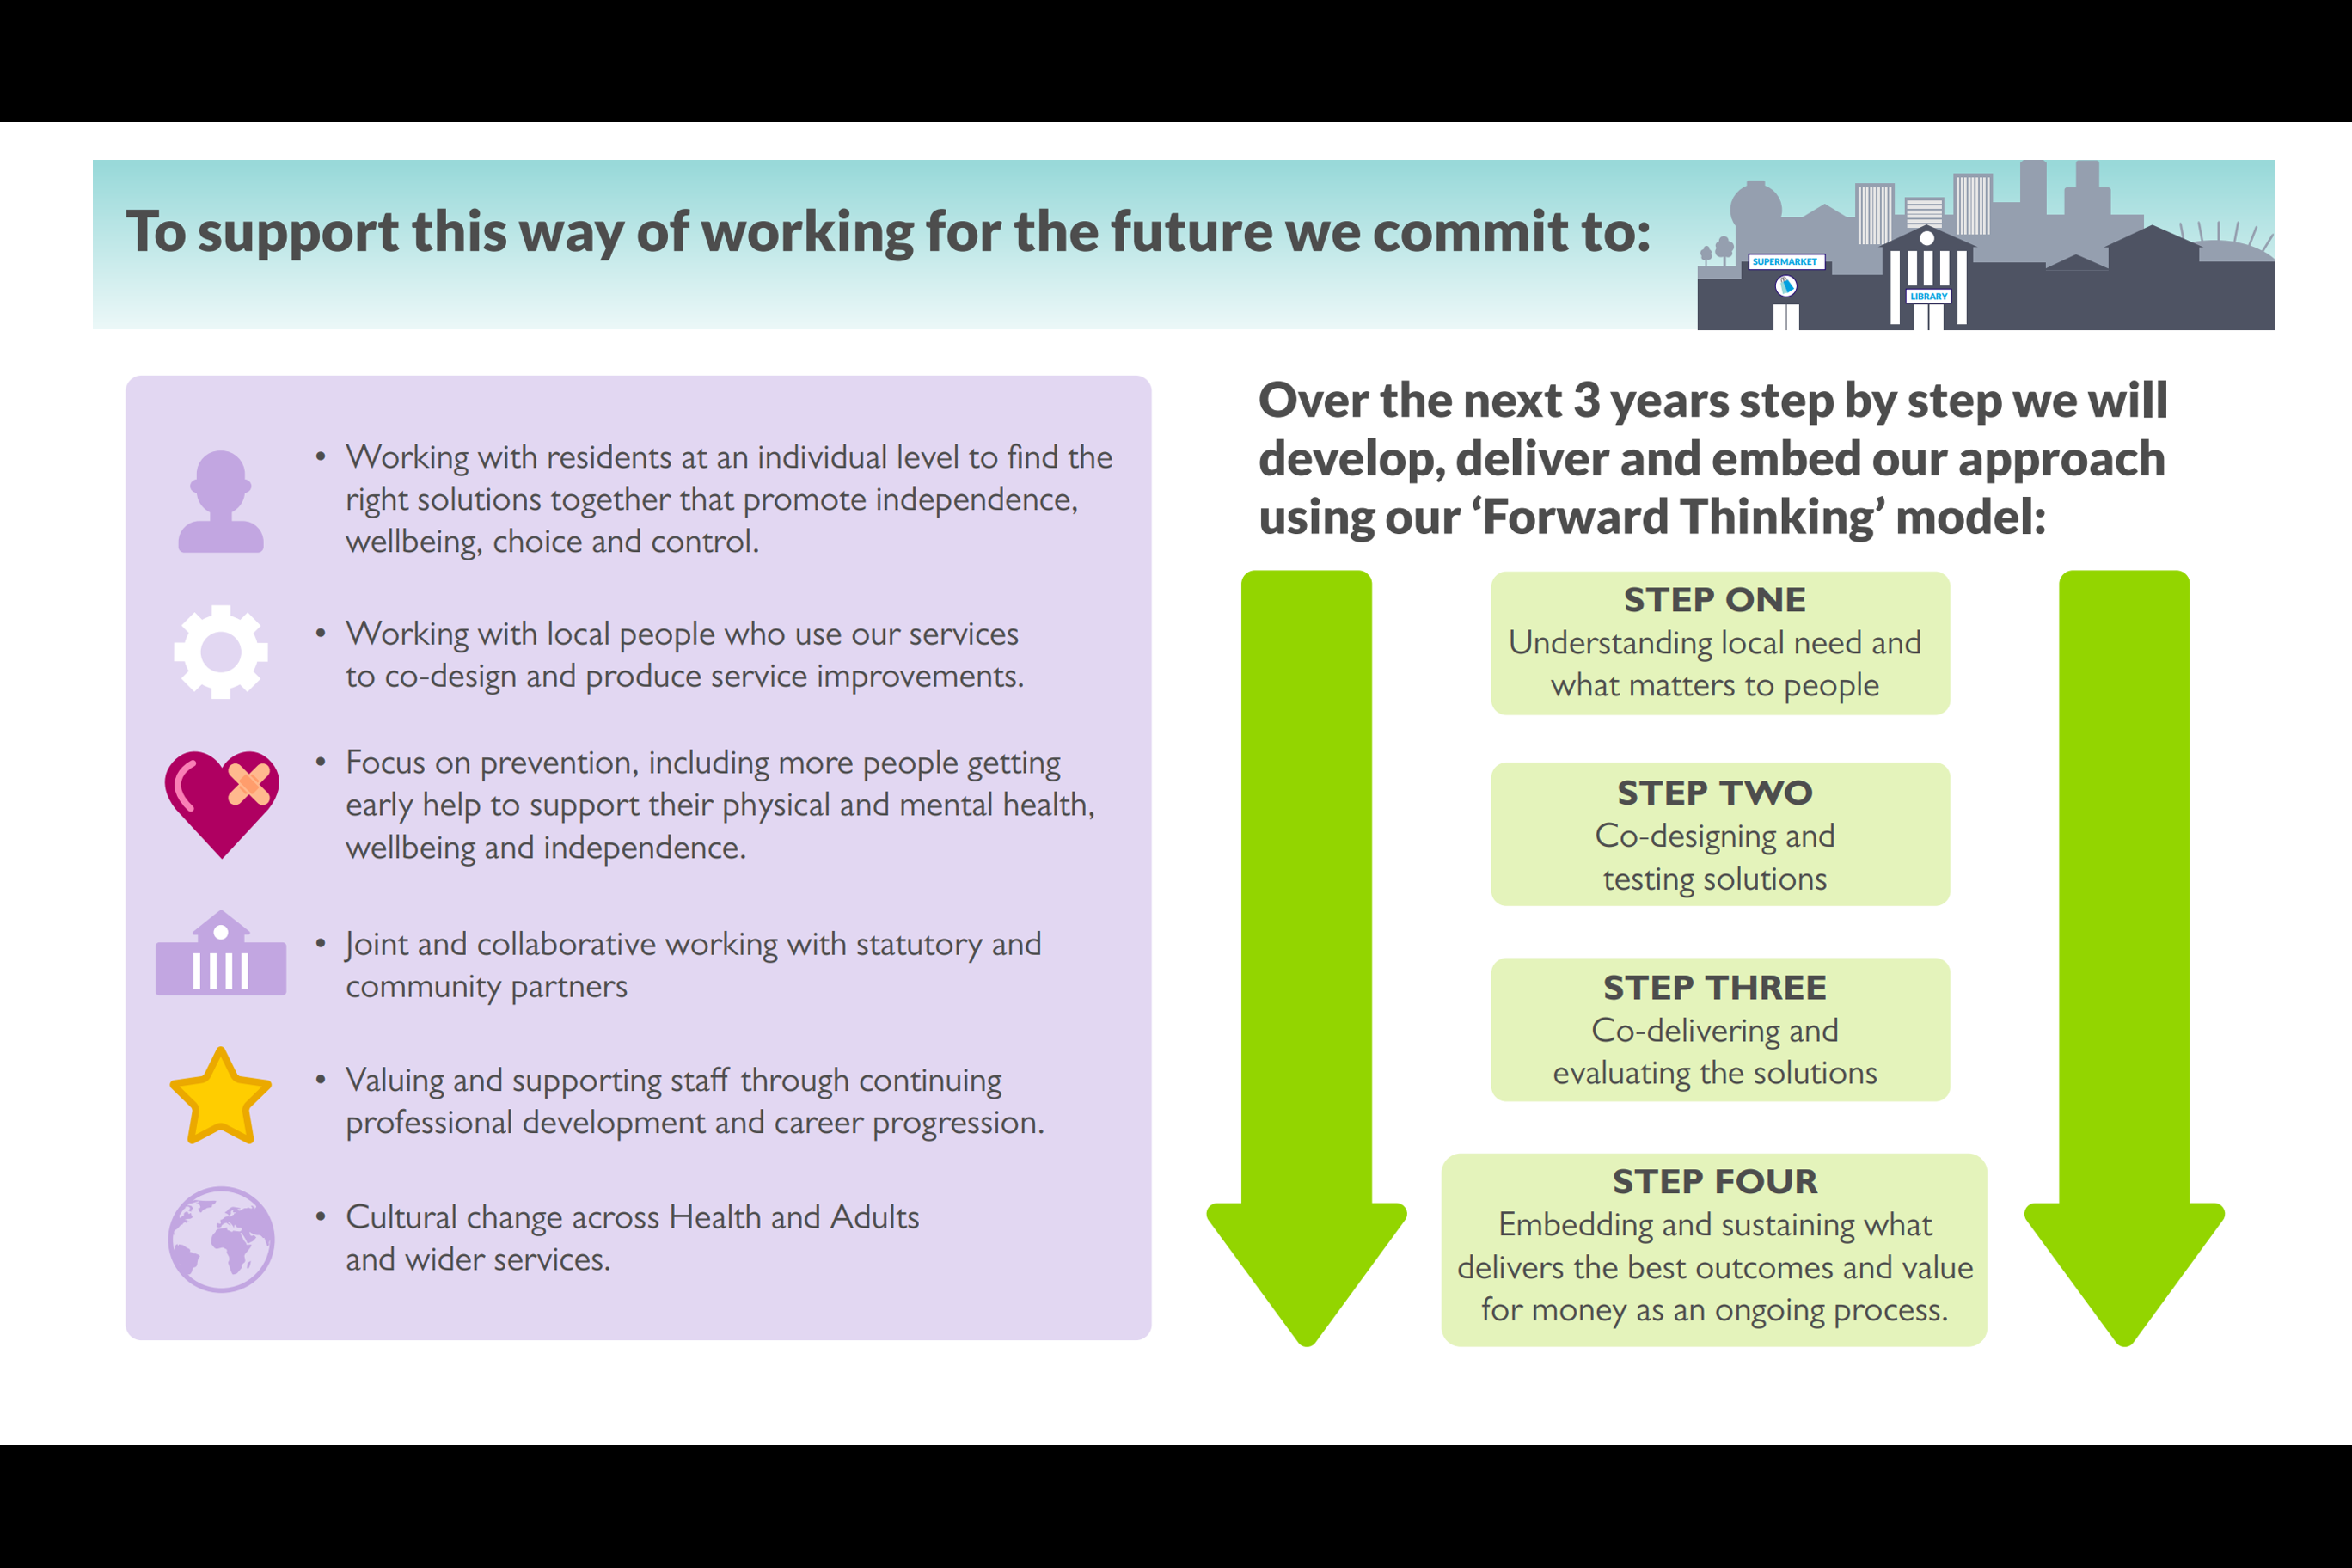 To support this way of working for the future we commit to:
SUPERMARKET
LIBRARY
• Working with residents at an individual level to find the
right solutions together that promote independence,
wellbeing, choice and control.
• Working with local people who use our services
to co-design and produce service improvements.
• Focus on prevention, including more people getting
early help to support their physical and mental health,
wellbeing and independence.
• Joint and collaborative working with statutory and
community partners
• Valuing and supporting staff through continuing
professional development and career progression.
• Cultural change across Health and Adults
and wider services.
Over the next 3 years step by step we will
develop, deliver and embed our approach
using our ‘Forward Thinking’ model:
STEP ONE
Understanding local need and
what matters to people
STEP TWO
Co-designing and
testing solutions
STEP THREE
Co-delivering and
evaluating the solutions
STEP FOUR
Embedding and sustaining what
delivers the best outcomes and value
for money as an ongoing process.